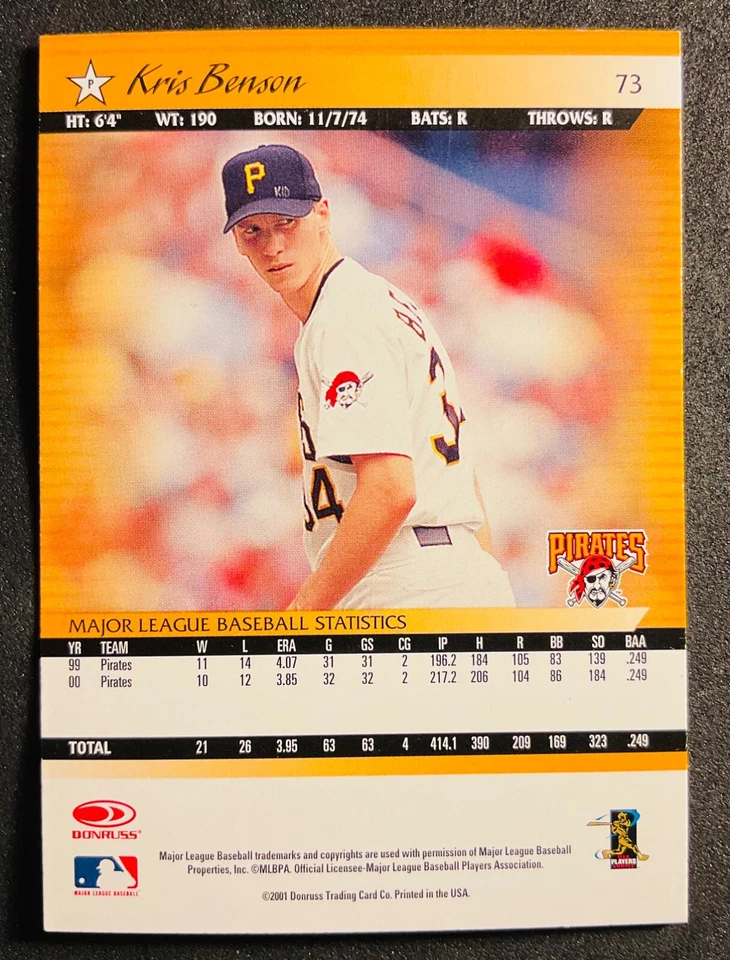 P Kris Benson 73
HT: 6'4" WT: 190 BORN: 11/7/74 BATS: R THROWS: R
P KID
34
PIRATES
MAJOR LEAGUE BASEBALL STATISTICS
YR TEAM W L ERA G GS CG IP H R BB SO BAA
99 Pirates 11 14 4.07 31 31 2 196.2 184 105 83 139 .249
00 Pirates 10 12 3.85 32 32 2 217.2 206 104 86 184 .249
TOTAL 21 26 3.95 63 63 4 414.1 390 209 169 323 .249
DONRUSS®
MAJOR LEAGUE BASEBALL
PLAYERS
Major League Baseball trademarks and copyrights are used with permission of Major League Baseball
Properties, Inc. ©MLBPA. Official Licensee-Major League Baseball Players Association.
©2001 Donruss Trading Card Co. Printed in the USA.